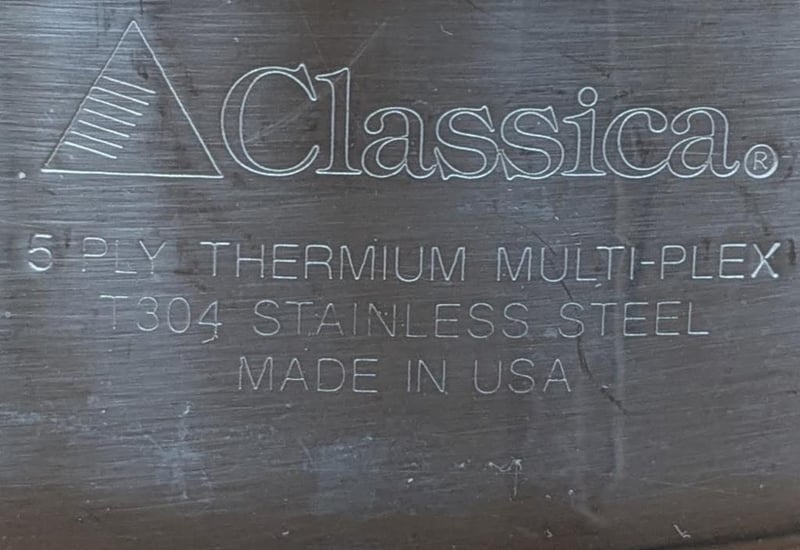 Classica®
5 PLY THERMIUM MULTI-PLEX
T304 STAINLESS STEEL
MADE IN USA